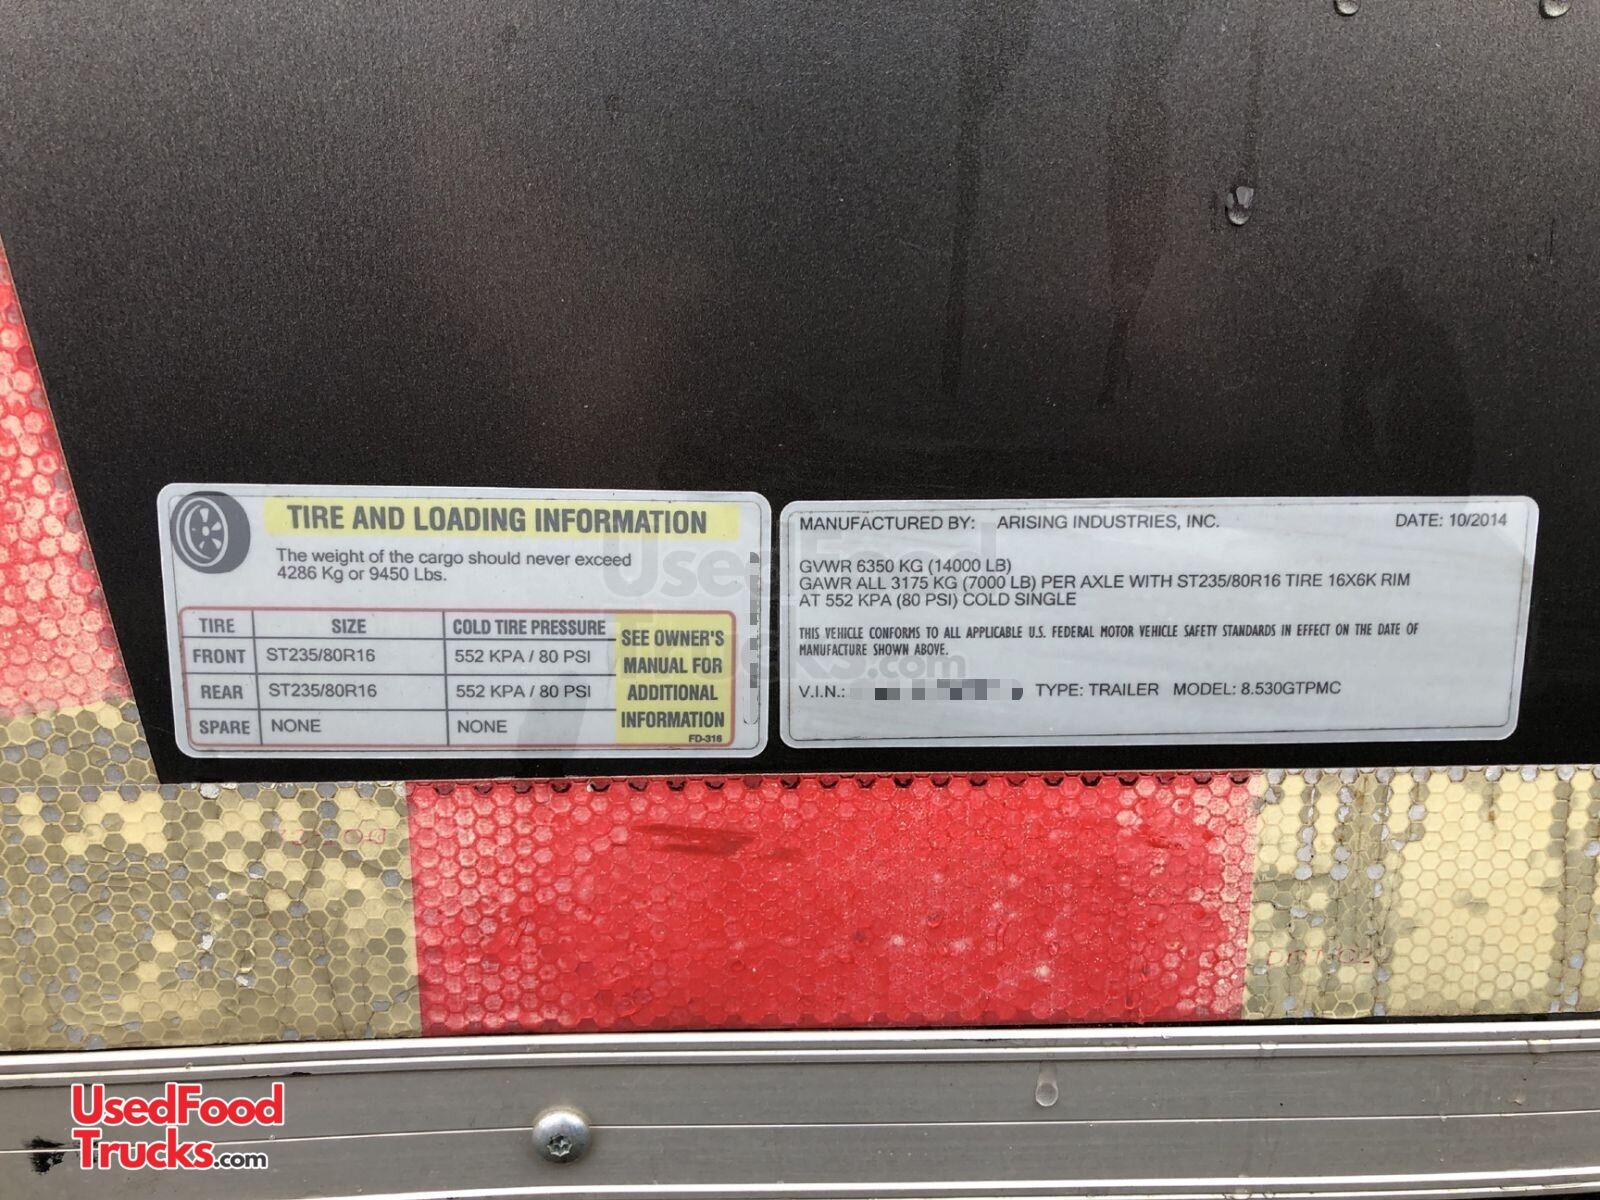 TIRE AND LOADING INFORMATION
The weight of the cargo should never exceed
4286 Kg or 9450 Lbs.
TIRE SIZE COLD TIRE PRESSURE
FRONT ST235/80R16 552 KPA / 80 PSI
REAR ST235/80R16 552 KPA / 80 PSI
SPARE NONE NONE
SEE OWNER'S
MANUAL FOR
ADDITIONAL
INFORMATION
FD-316
MANUFACTURED BY: ARISING INDUSTRIES, INC. DATE: 10/2014
GVWR 6350 KG (14000 LB)
GAWR ALL 3175 KG (7000 LB) PER AXLE WITH ST235/80R16 TIRE 16X6K RIM
AT 552 KPA (80 PSI) COLD SINGLE
THIS VEHICLE CONFORMS TO ALL APPLICABLE U.S. FEDERAL MOTOR VEHICLE SAFETY STANDARDS IN EFFECT ON THE DATE OF
MANUFACTURE SHOWN ABOVE.
V.I.N.: TYPE: TRAILER MODEL: 8.530GTPMC
UsedFood
Trucks.com
UsedFood
Trucks.com